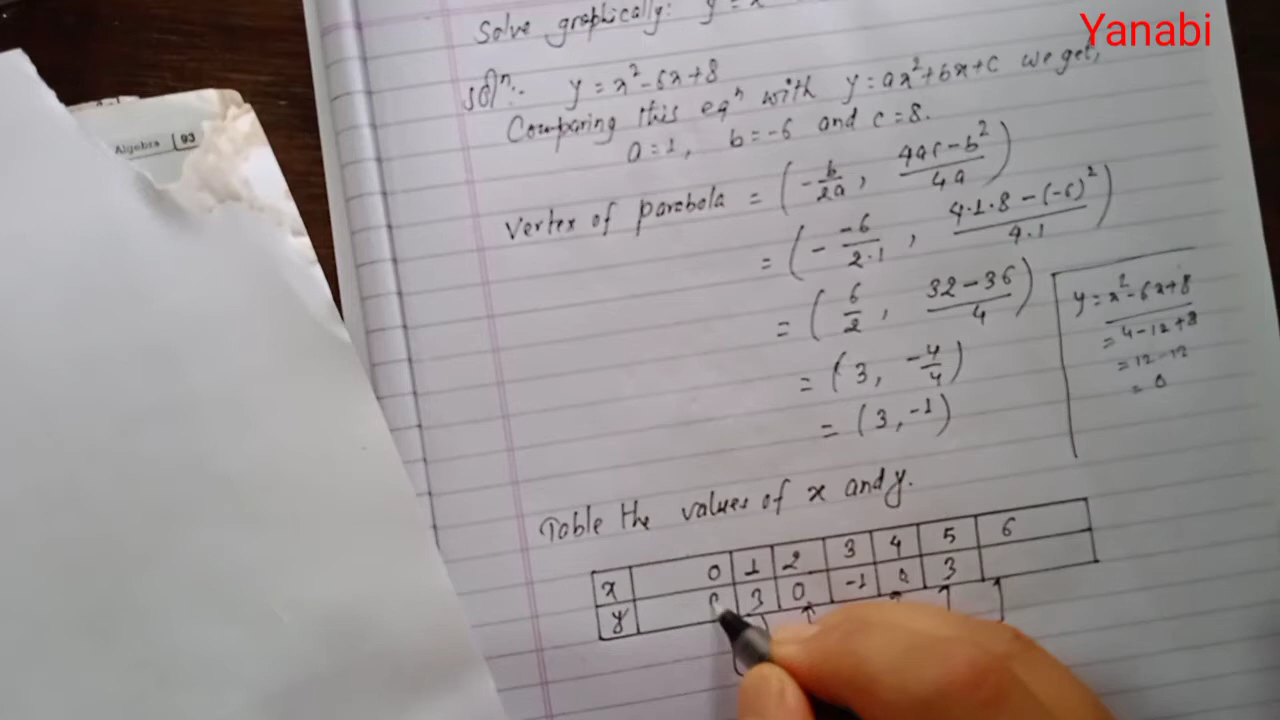 Yanabi
Solve graphically: y = x
Algebra | 93
solⁿ:- y = x² - 6x + 8
Comparing this eqⁿ with y = ax² + bx + c we get,
a = 1, b = -6 and c = 8.
Vertex of parabola = (-b/2a, 4ac - b²/4a)
= (- -6/2·1, 4·1·8 - (-6)²/4·1)
= (6/2, 32 - 36/4)
= (3, -4/4)
= (3, -1)
y = x² - 6x + 8
= 4 - 12 + 8
= 12 - 12
= 0
Table the values of x and y.
x 0 1 2 3 4 5 6
y 3 0 -1 3